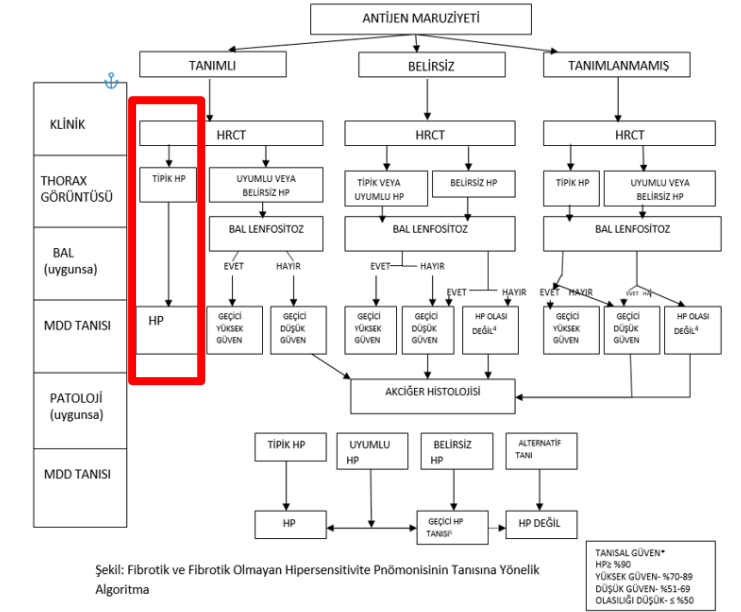 ANTİJEN MARUZİYETİ
TANIMLI
BELİRSİZ
TANIMLANMAMIŞ
KLİNİK
HRCT
HRCT
HRCT
THORAX
GÖRÜNTÜSÜ
TİPİK HP
UYUMLU VEYA
BELİRSİZ HP
TİPİK VEYA
UYUMLU HP
BELİRSİZ HP
TİPİK HP
UYUMLU VEYA
BELİRSİZ HP
BAL
(uygunsa)
BAL LENFOSİTOZ
BAL LENFOSİTOZ
BAL LENFOSİTOZ
EVET
HAYIR
EVET
HAYIR
EVET
HAYIR
EVET
HAYIR
EVET
MDD TANISI
HP
GEÇİCİ
YÜKSEK
GÜVEN
GEÇİCİ
DÜŞÜK
GÜVEN
GEÇİCİ
YÜKSEK
GÜVEN
GEÇİCİ
DÜŞÜK
GÜVEN
HP OLASI
DEĞİL⁴
GEÇİCİ
YÜKSEK
GÜVEN
GEÇİCİ
DÜŞÜK
GÜVEN
HP OLASI
DEĞİL⁴
PATOLOJİ
(uygunsa)
AKCİĞER HİSTOLOJİSİ
MDD TANISI
TİPİK HP
UYUMLU
HP
BELİRSİZ
HP
ALTERNATİF
TANI
HP
GEÇİCİ HP
TANISI
HP DEĞİL
Şekil: Fibrotik ve Fibrotik Olmayan Hipersensitivite Pnömonisinin Tanısına Yönelik
Algoritma
TANISAL GÜVEN*
HP≥ %90
YÜKSEK GÜVEN- %70-89
DÜŞÜK GÜVEN- %51-69
OLASILIĞI DÜŞÜK- ≤ %50